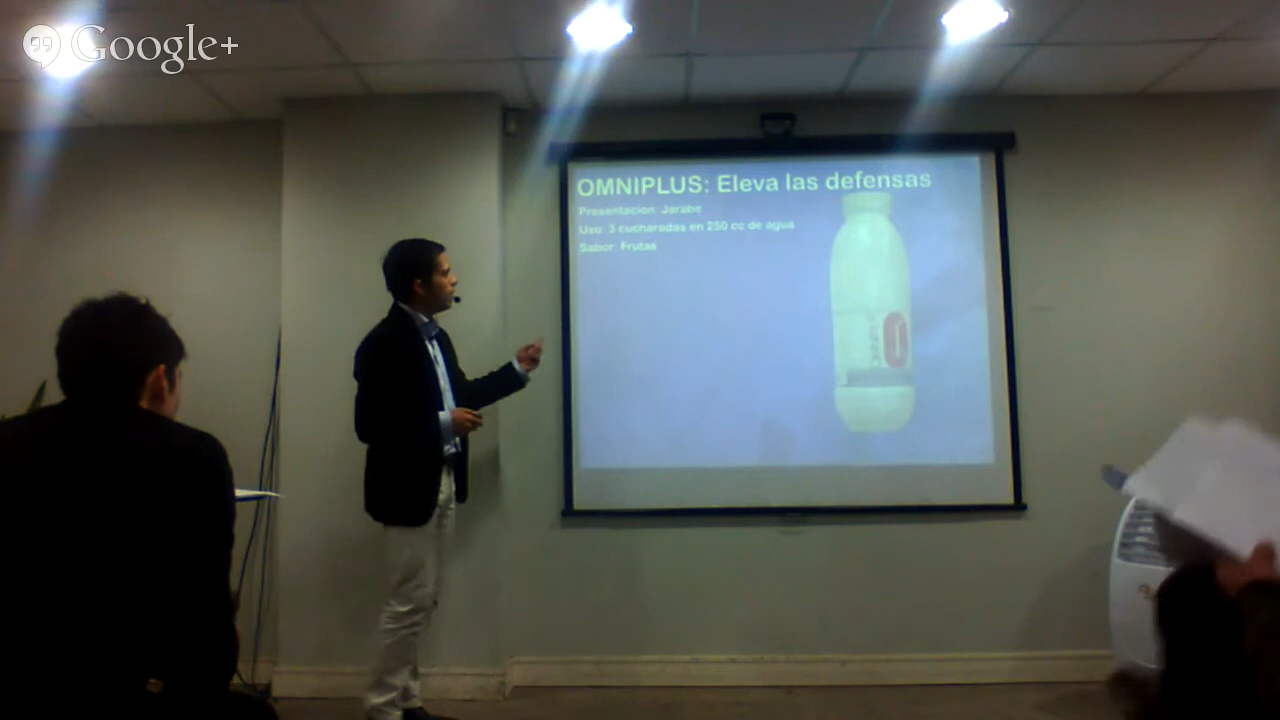 Google+
OMNIPLUS: Eleva las defensas
Presentacion: Jarabe
Uso: 3 cucharadas en 250 cc de agua
Sabor: Frutas